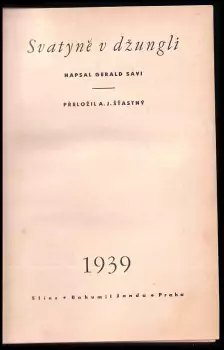 Svatyně v džungli
NAPSAL GERALD SAVI
PŘELOŽIL A. J. ŠŤASTNÝ
1939
Sfinx • Bohumil Janda • Praha